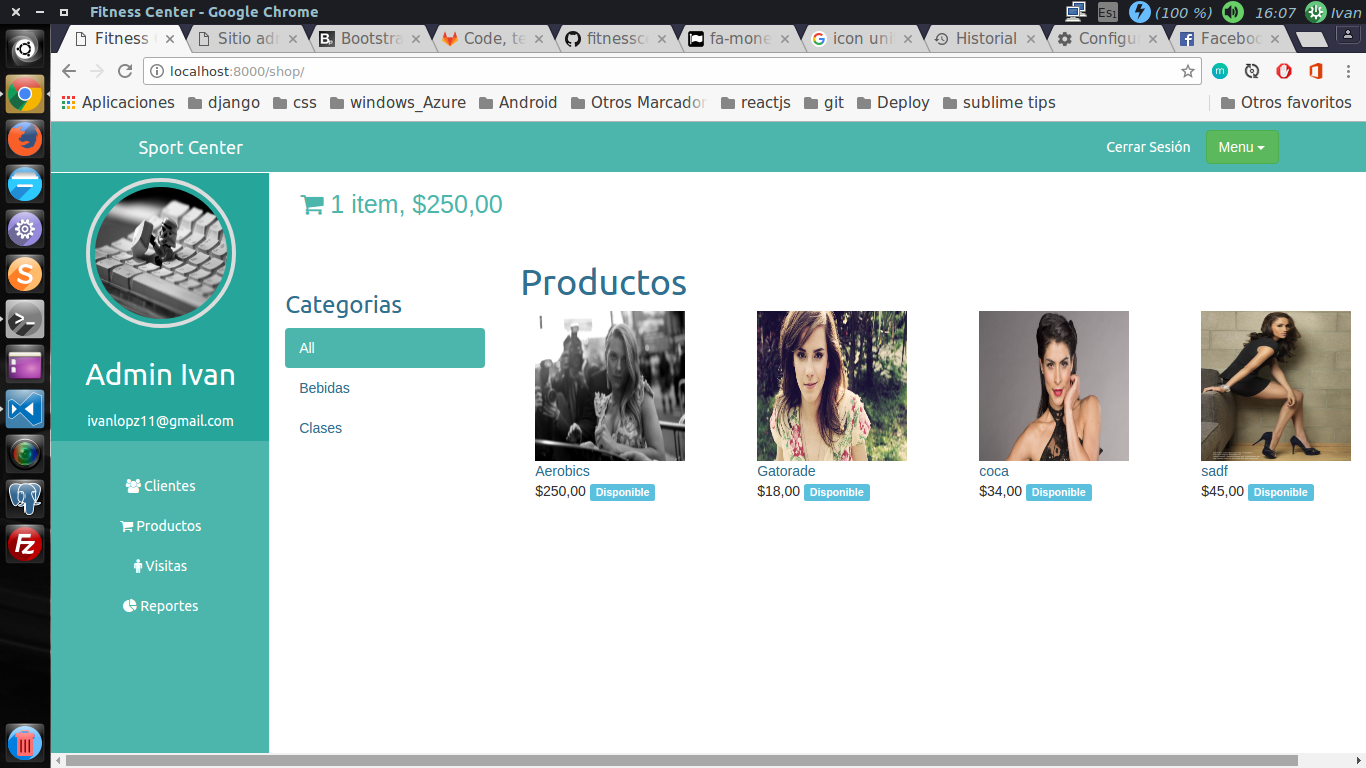 Fitness Center - Google Chrome
Es1
(100 %)
16:07
Ivan
Fitness
Sitio adr
Bootstra
Code, te
fitnessc
fa-mone
icon uni
Historial
Configu
Faceboo
localhost:8000/shop/
Aplicaciones
django
css
windows_Azure
Android
Otros Marcador
reactjs
git
Deploy
sublime tips
Otros favoritos
Sport Center
Cerrar Sesión
Menu
1 item, $250,00
Admin Ivan
ivanlopz11@gmail.com
Clientes
Productos
Visitas
Reportes
Categorias
All
Bebidas
Clases
Productos
Aerobics
$250,00 Disponible
Gatorade
$18,00 Disponible
coca
$34,00 Disponible
sadf
$45,00 Disponible